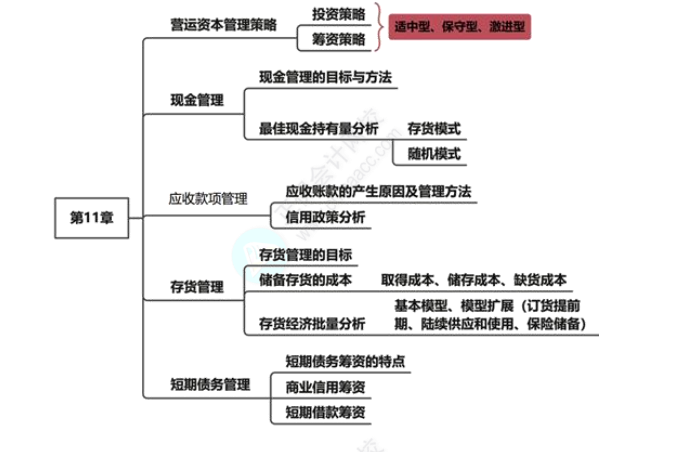 营运资本管理策略
投资策略
筹资策略
适中型、保守型、激进型
现金管理
现金管理的目标与方法
最佳现金持有量分析
存货模式
随机模式
第11章
应收款项管理
应收账款的产生原因及管理方法
信用政策分析
存货管理
存货管理的目标
储备存货的成本
取得成本、储存成本、缺货成本
存货经济批量分析
基本模型、模型扩展（订货提前
期、陆续供应和使用、保险储备）
短期债务管理
短期债务筹资的特点
商业信用筹资
短期借款筹资